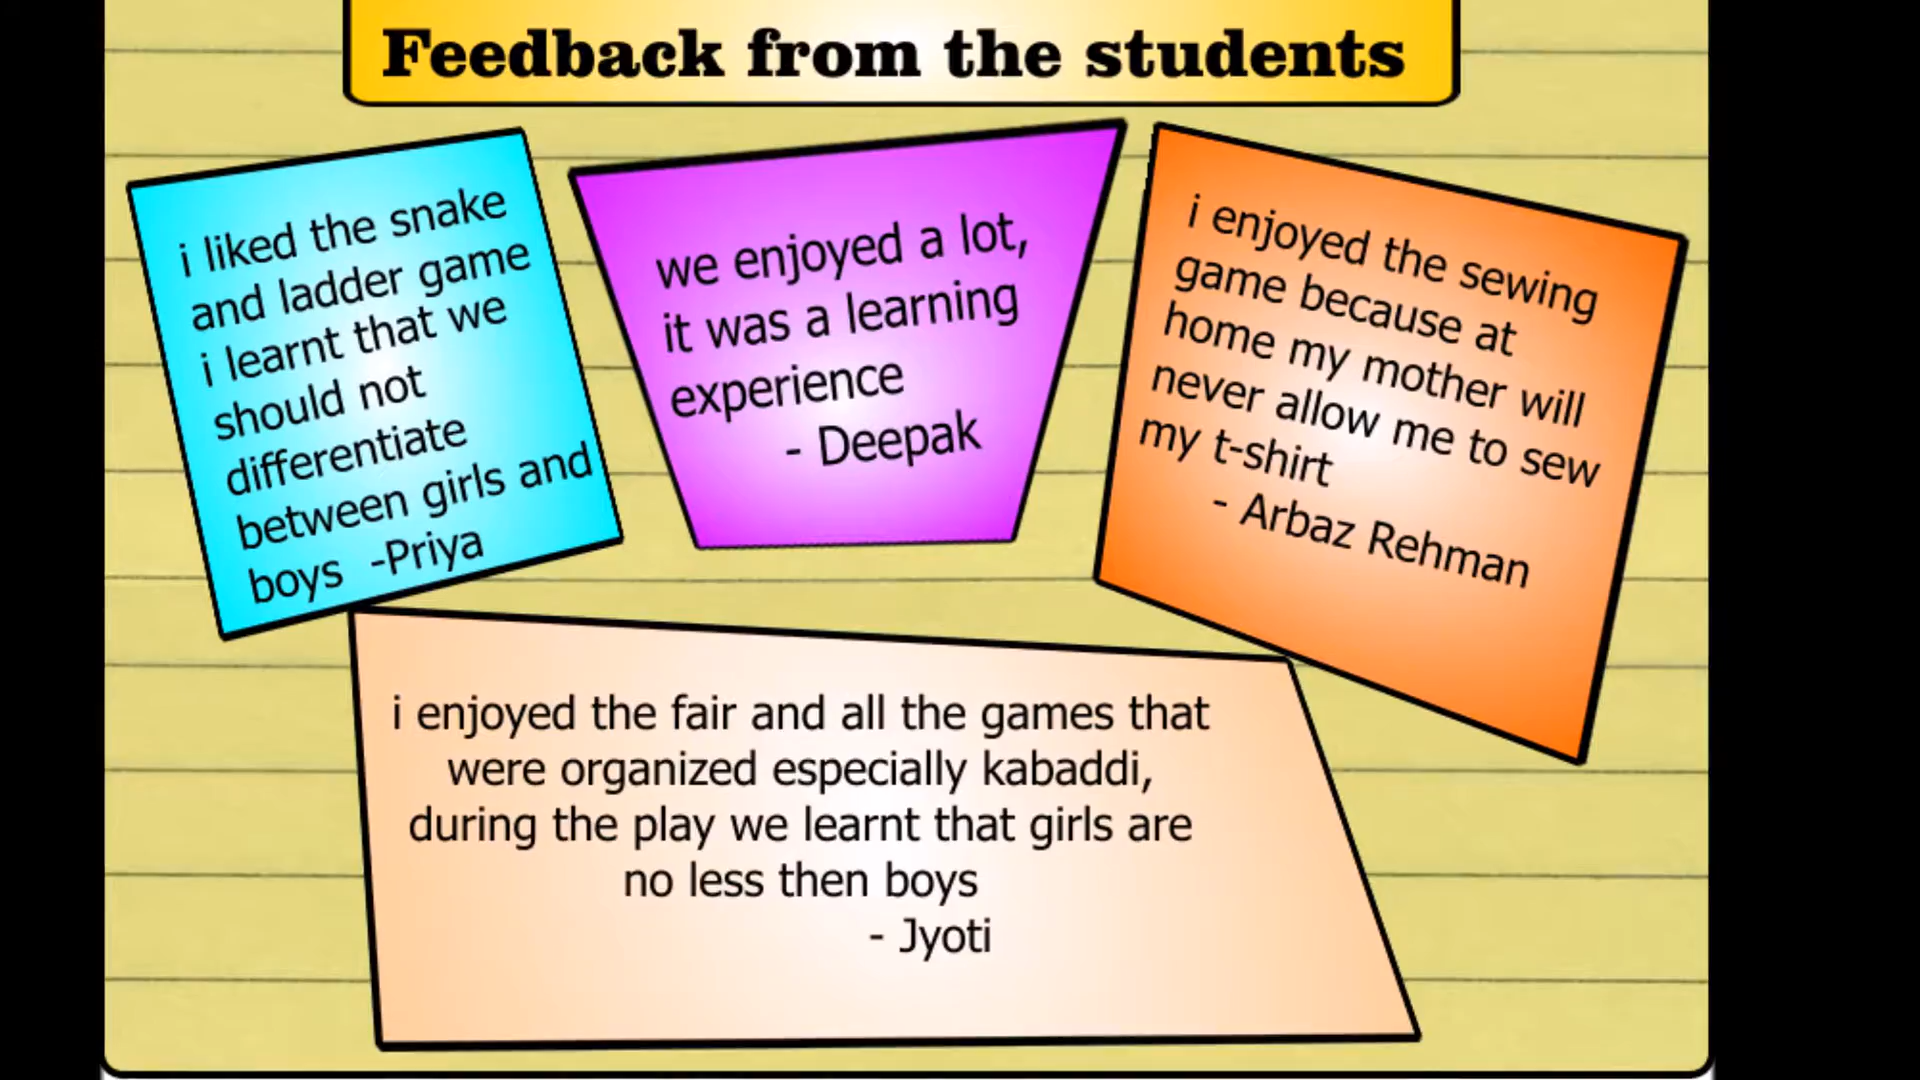 Feedback from the students
i liked the snake
and ladder game
i learnt that we
should not
differentiate
between girls and
boys -Priya
we enjoyed a lot,
it was a learning
experience
- Deepak
i enjoyed the sewing
game because at
home my mother will
never allow me to sew
my t-shirt
- Arbaz Rehman
i enjoyed the fair and all the games that
were organized especially kabaddi,
during the play we learnt that girls are
no less then boys
- Jyoti